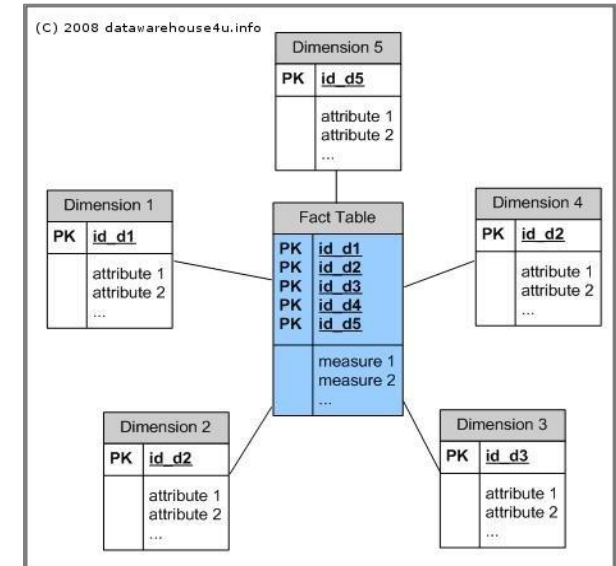 (C) 2008 datawarehouse4u.info
Dimension 5
PK id_d5
attribute 1
attribute 2
...
Dimension 1
PK id_d1
attribute 1
attribute 2
...
Fact Table
PK id_d1
PK id_d2
PK id_d3
PK id_d4
PK id_d5
measure 1
measure 2
...
Dimension 4
PK id_d2
attribute 1
attribute 2
...
Dimension 2
PK id_d2
attribute 1
attribute 2
...
Dimension 3
PK id_d3
attribute 1
attribute 2
...